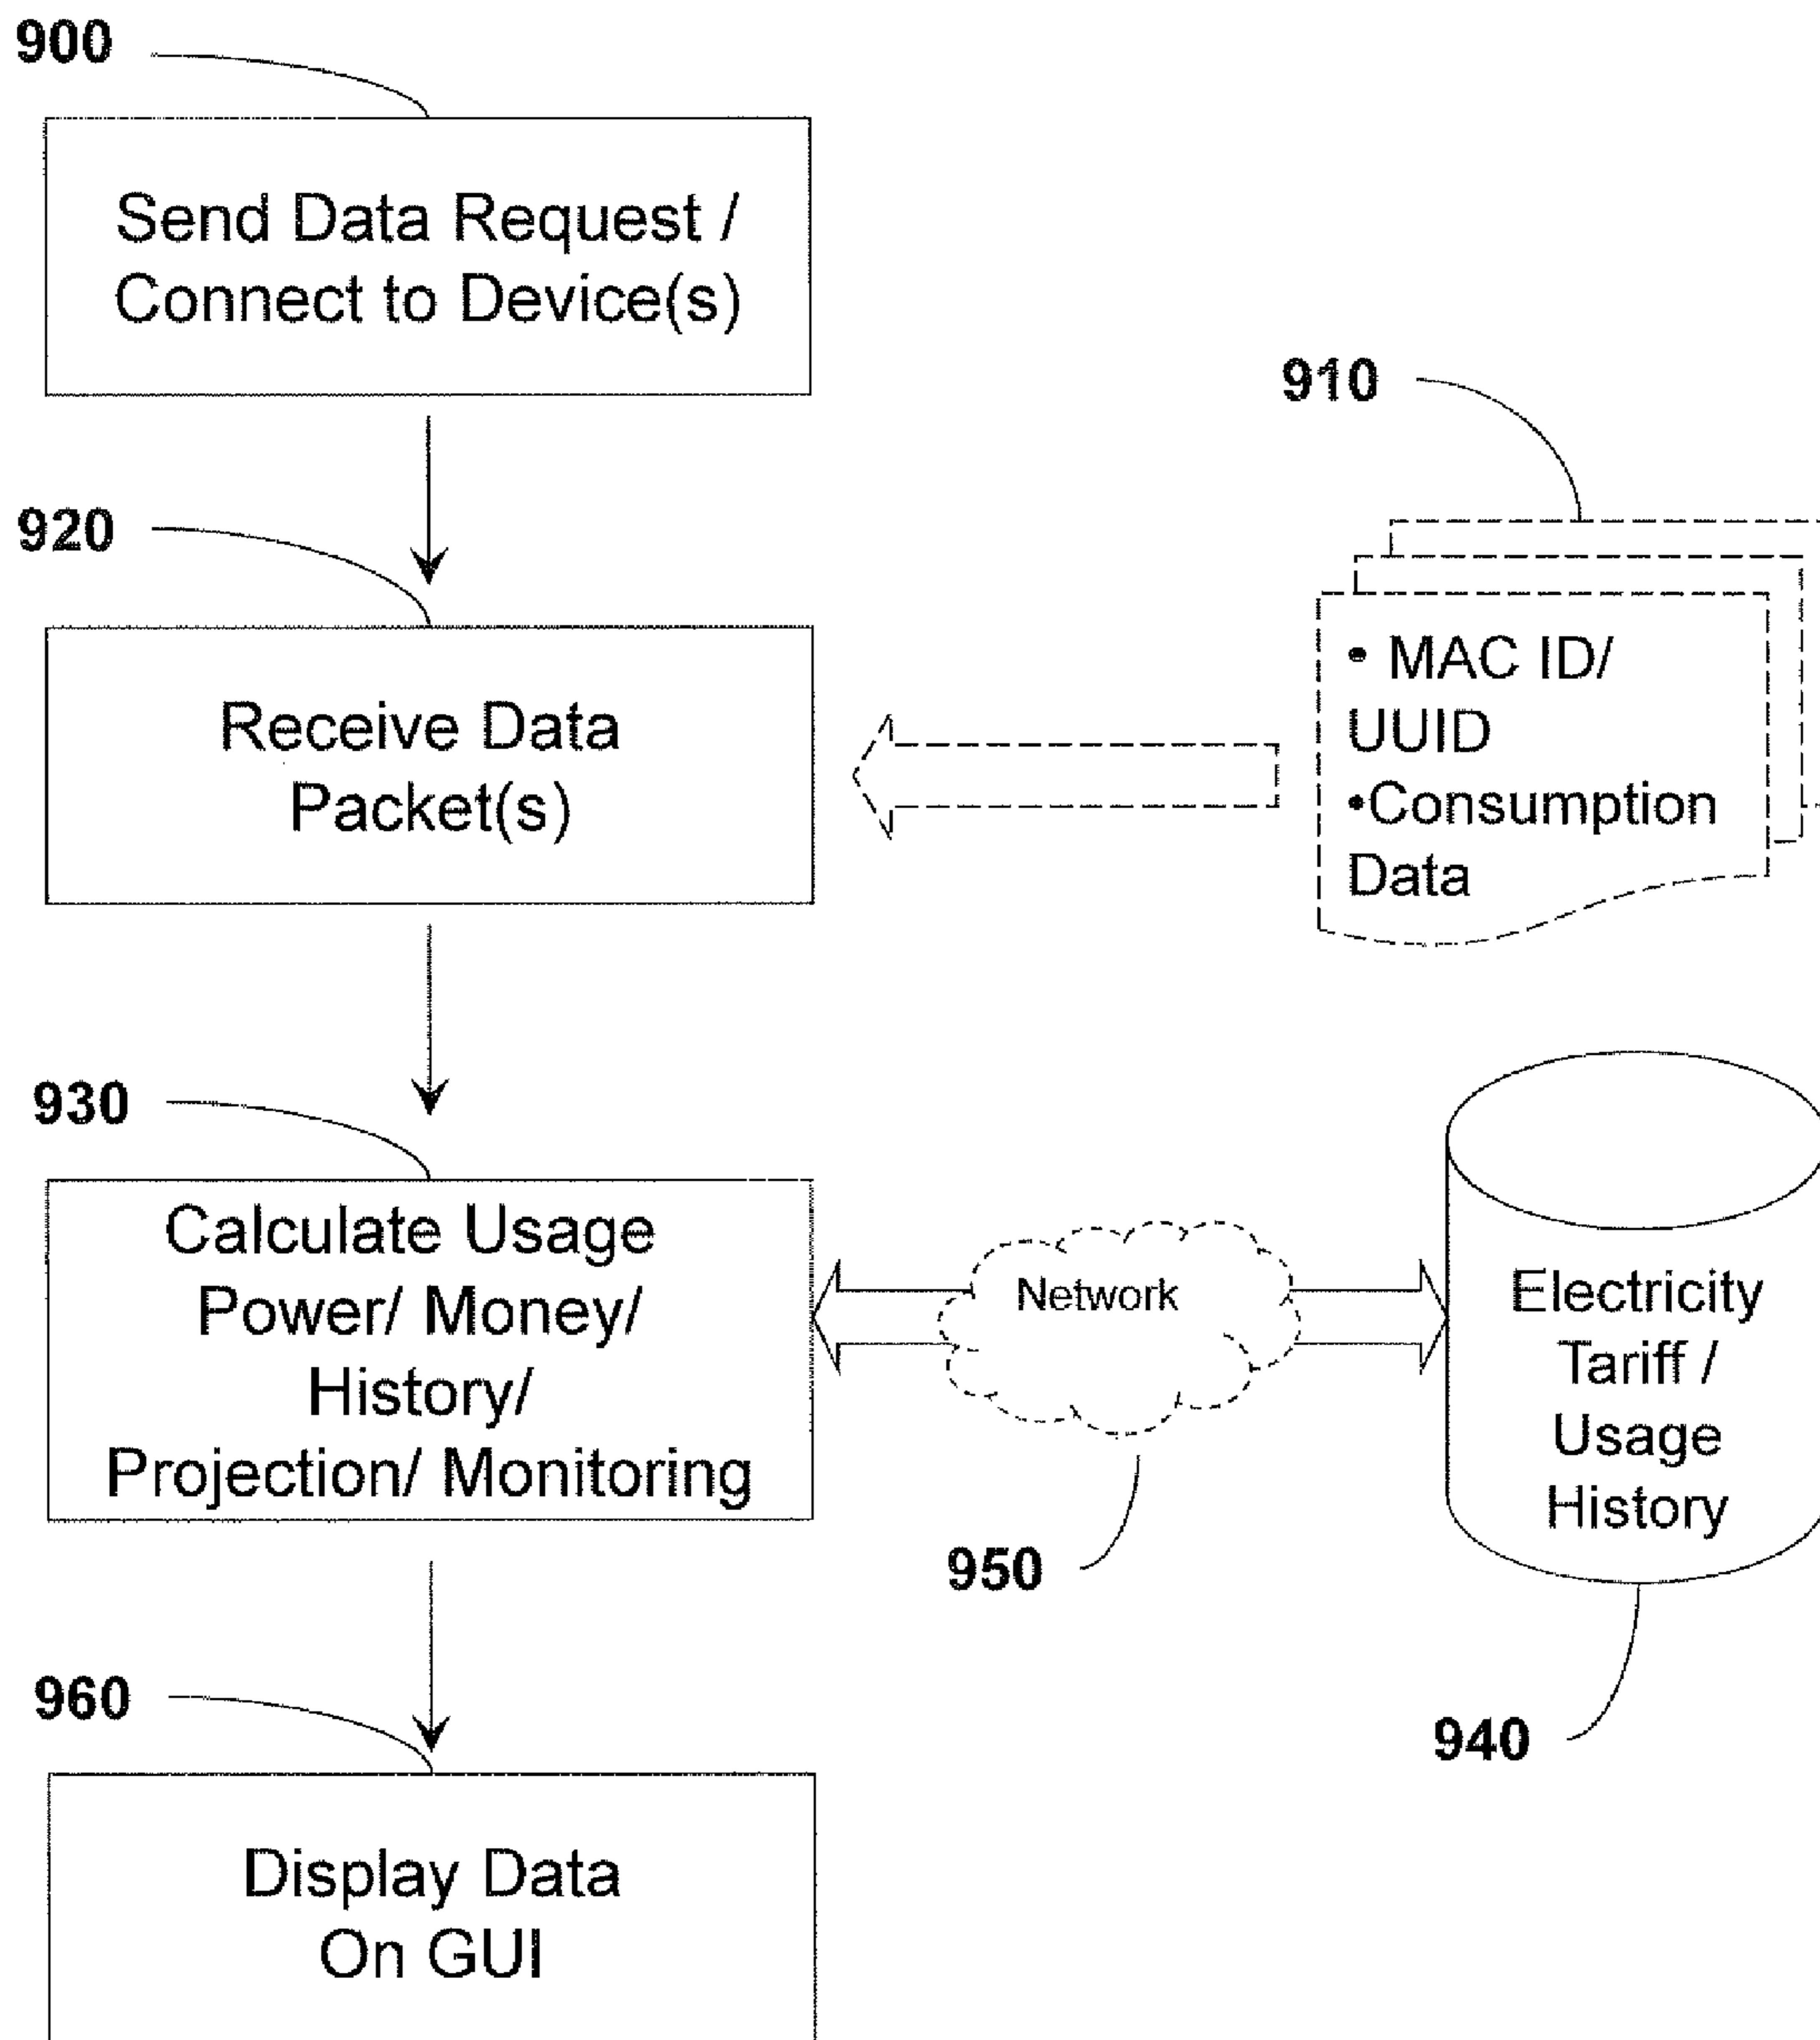 900
Send Data Request /
Connect to Device(s)
910
920
• MAC ID/
UUID
•Consumption
Data
Receive Data
Packet(s)
930
Calculate Usage
Power/ Money/
History/
Projection/ Monitoring
Network
Electricity
Tariff /
Usage
History
950
960
940
Display Data
On GUI